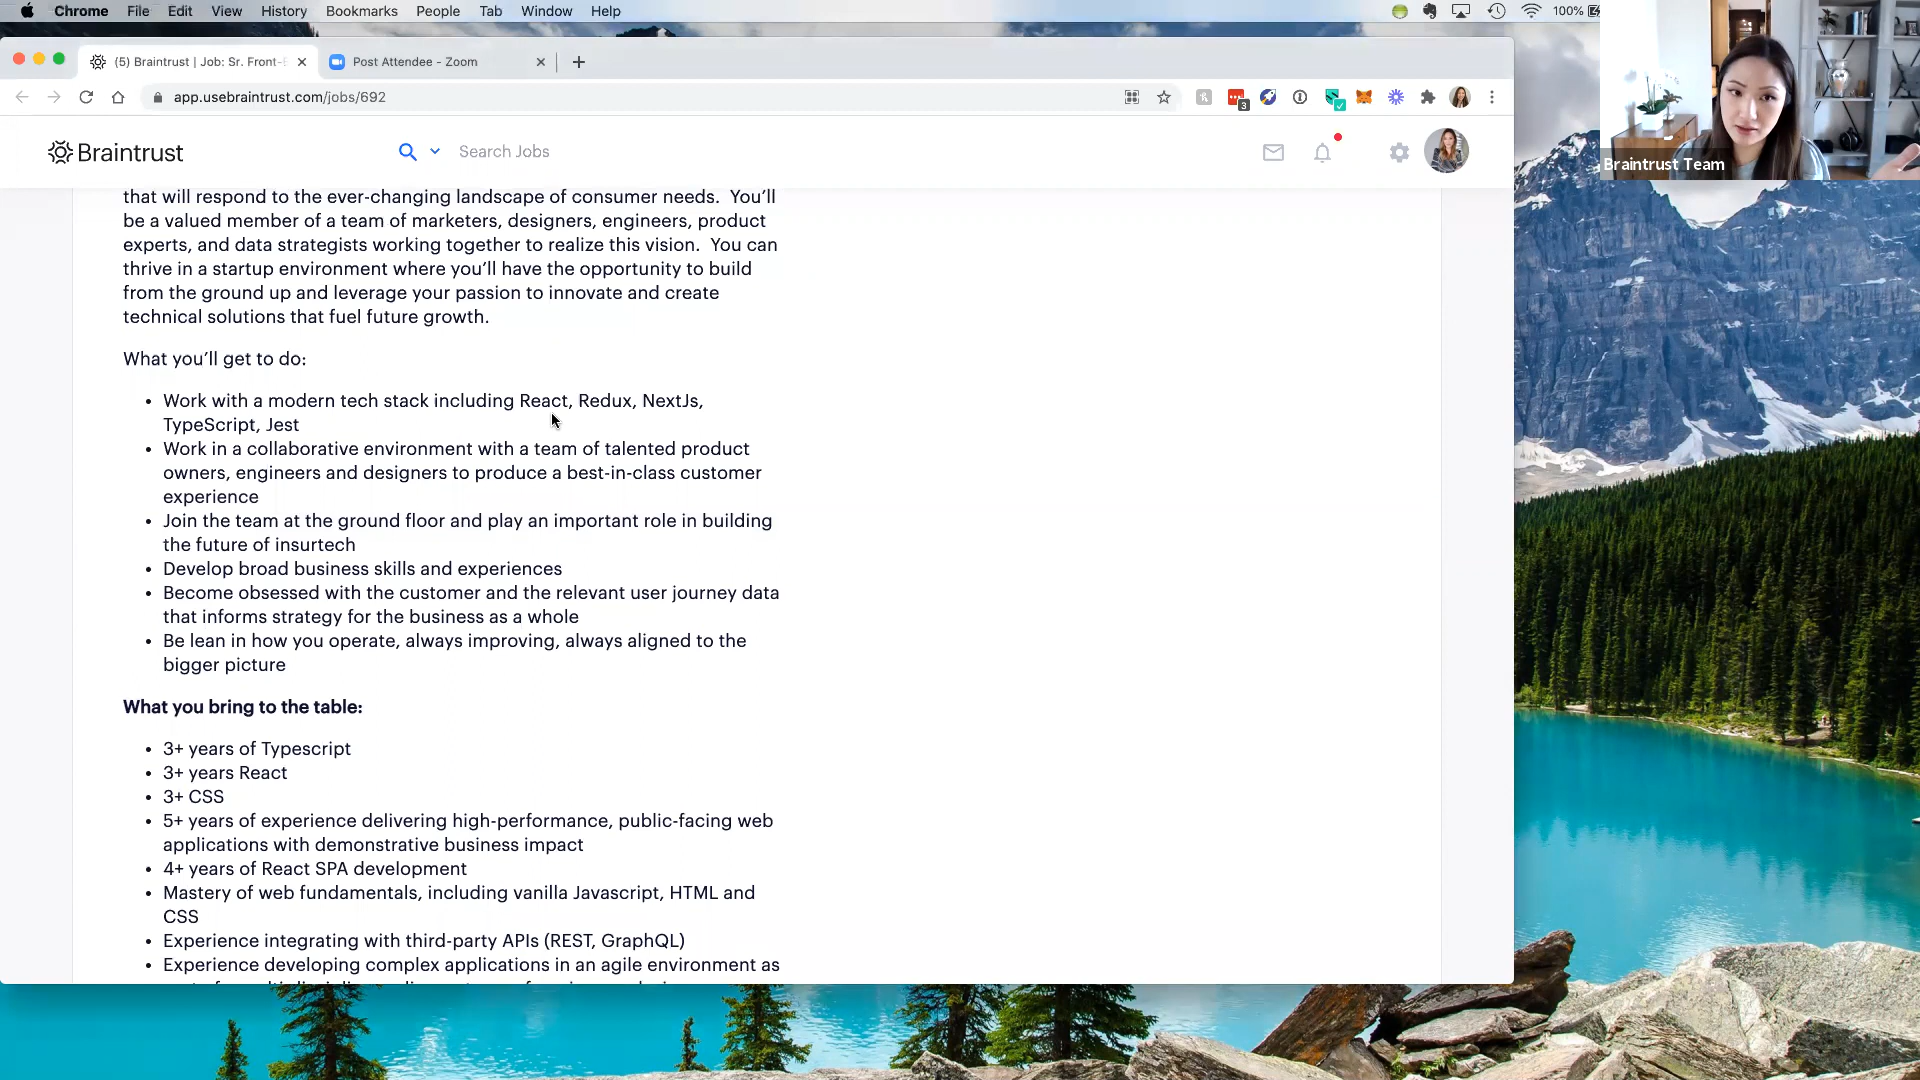 Chrome File Edit View History Bookmarks People Tab Window Help
100%
(5) Braintrust | Job: Sr. Front-E
Post Attendee - Zoom
app.usebraintrust.com/jobs/692
3
Braintrust
Search Jobs
Braintrust Team
that will respond to the ever-changing landscape of consumer needs. You’ll
be a valued member of a team of marketers, designers, engineers, product
experts, and data strategists working together to realize this vision. You can
thrive in a startup environment where you’ll have the opportunity to build
from the ground up and leverage your passion to innovate and create
technical solutions that fuel future growth.
What you’ll get to do:
• Work with a modern tech stack including React, Redux, NextJs,
TypeScript, Jest
• Work in a collaborative environment with a team of talented product
owners, engineers and designers to produce a best-in-class customer
experience
• Join the team at the ground floor and play an important role in building
the future of insurtech
• Develop broad business skills and experiences
• Become obsessed with the customer and the relevant user journey data
that informs strategy for the business as a whole
• Be lean in how you operate, always improving, always aligned to the
bigger picture
What you bring to the table:
• 3+ years of Typescript
• 3+ years React
• 3+ CSS
• 5+ years of experience delivering high-performance, public-facing web
applications with demonstrative business impact
• 4+ years of React SPA development
• Mastery of web fundamentals, including vanilla Javascript, HTML and
CSS
• Experience integrating with third-party APIs (REST, GraphQL)
• Experience developing complex applications in an agile environment as